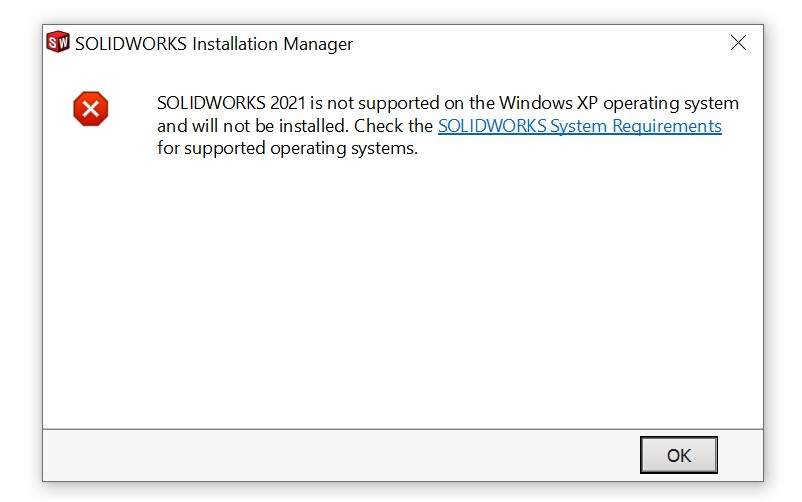 SW SOLIDWORKS Installation Manager
SOLIDWORKS 2021 is not supported on the Windows XP operating system
and will not be installed. Check the SOLIDWORKS System Requirements
for supported operating systems.
OK